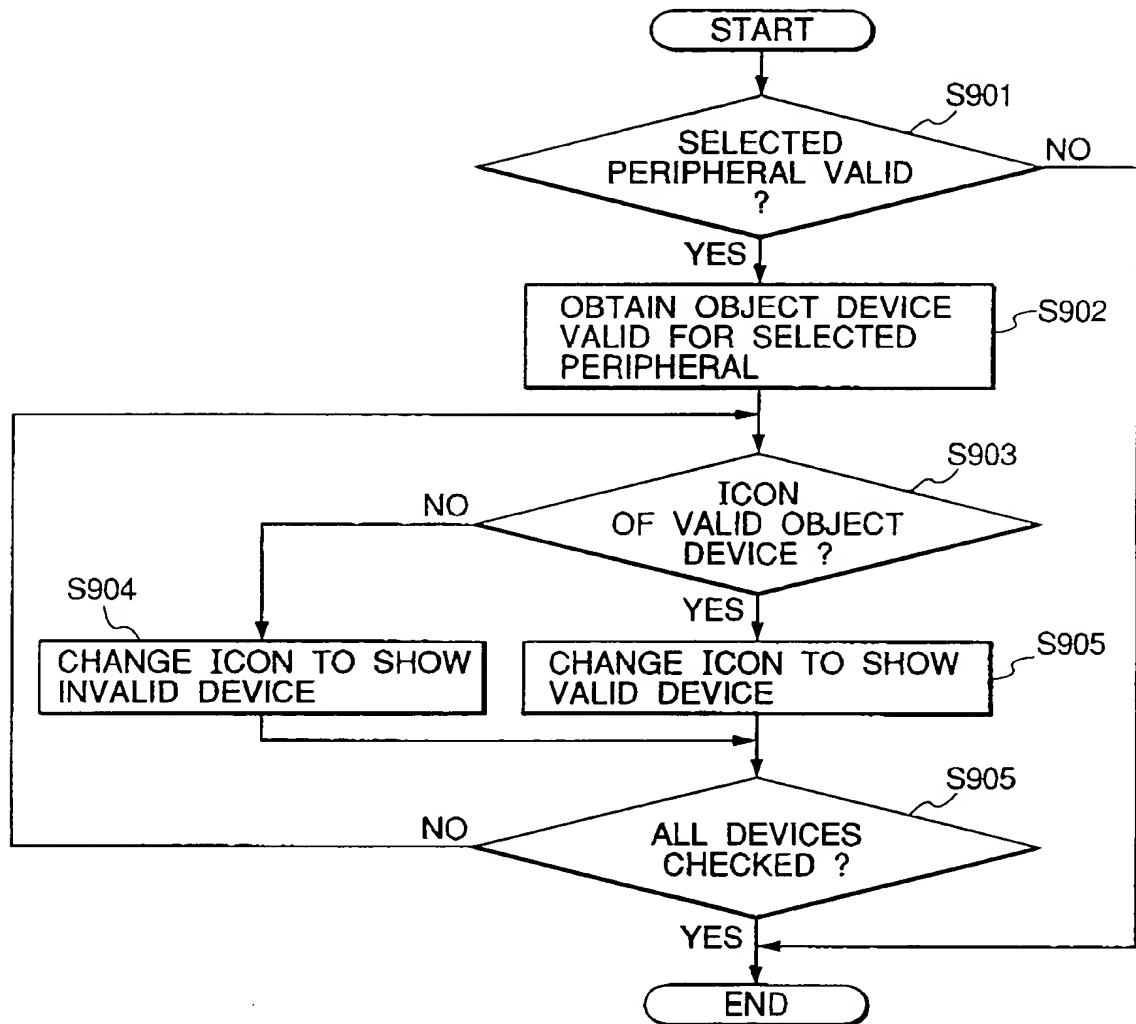 START
S901
SELECTED
PERIPHERAL VALID
?
NO
YES
OBTAIN OBJECT DEVICE
VALID FOR SELECTED
PERIPHERAL
S902
S903
ICON
OF VALID OBJECT
DEVICE ?
NO
YES
S904
CHANGE ICON TO SHOW
INVALID DEVICE
CHANGE ICON TO SHOW
VALID DEVICE
S905
S905
ALL DEVICES
CHECKED ?
NO
YES
END